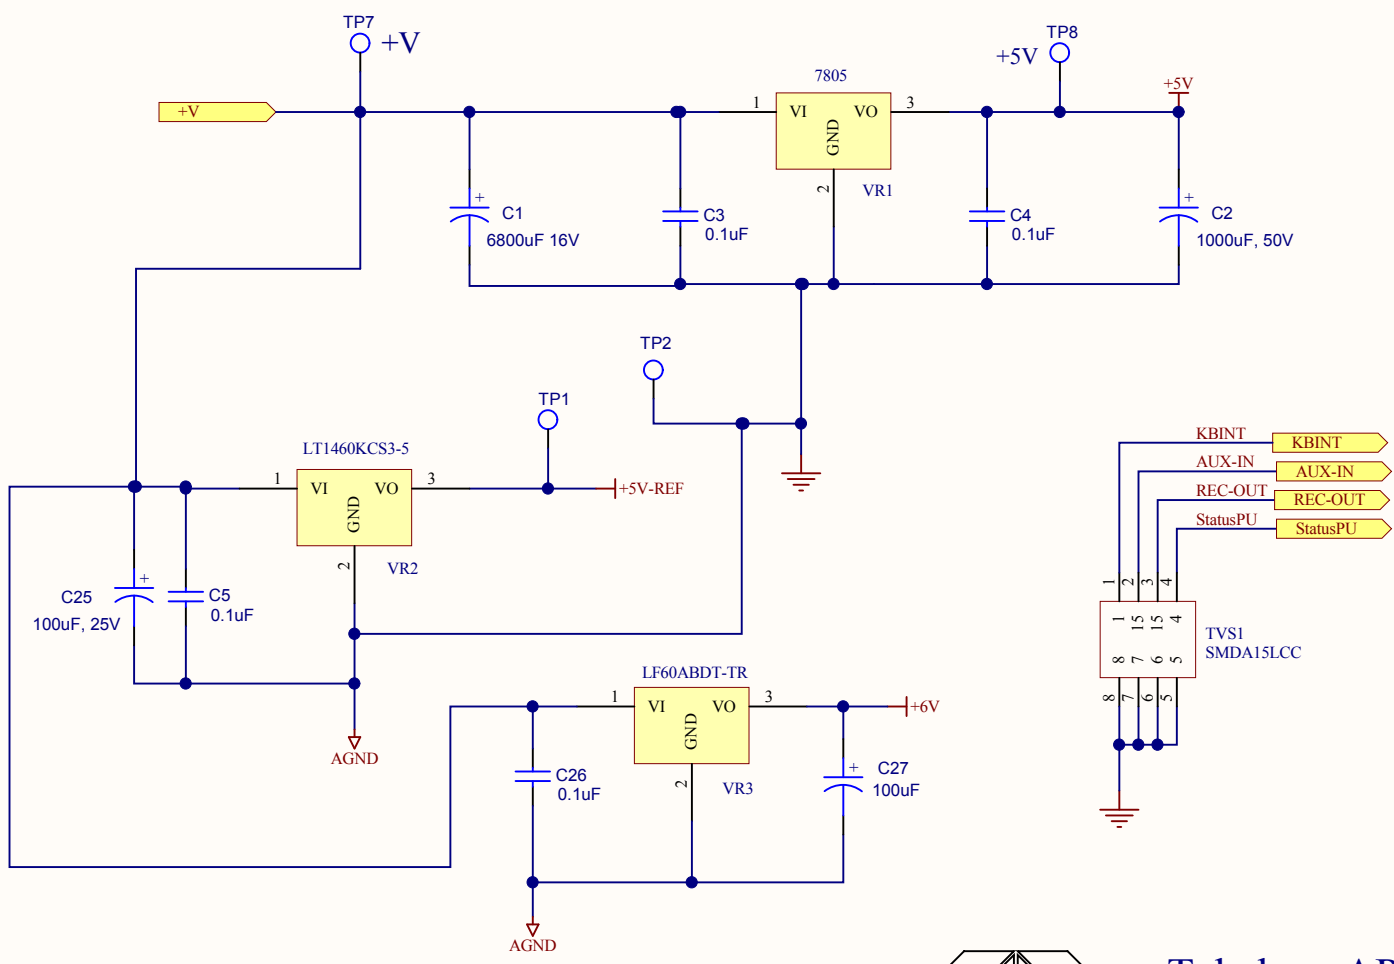 TP7
+V
+V
7805
1 VI VO 3
GND
2
VR1
+5V
TP8
+5V
+
C1
6800uF 16V
C3
0.1uF
C4
0.1uF
+
C2
1000uF, 50V
TP2
TP1
LT1460KCS3-5
1 VI VO 3
GND
2
VR2
+5V-REF
+
C25
100uF, 25V
C5
0.1uF
AGND
LF60ABDT-TR
1 VI VO 3
GND
2
VR3
+6V
C26
0.1uF
+
C27
100uF
AGND
KBINT KBINT
AUX-IN AUX-IN
REC-OUT REC-OUT
StatusPU StatusPU
1 2 3 4
1 15 15 4
8 7 6 5
8 7 6 5
TVS1
SMDA15LCC